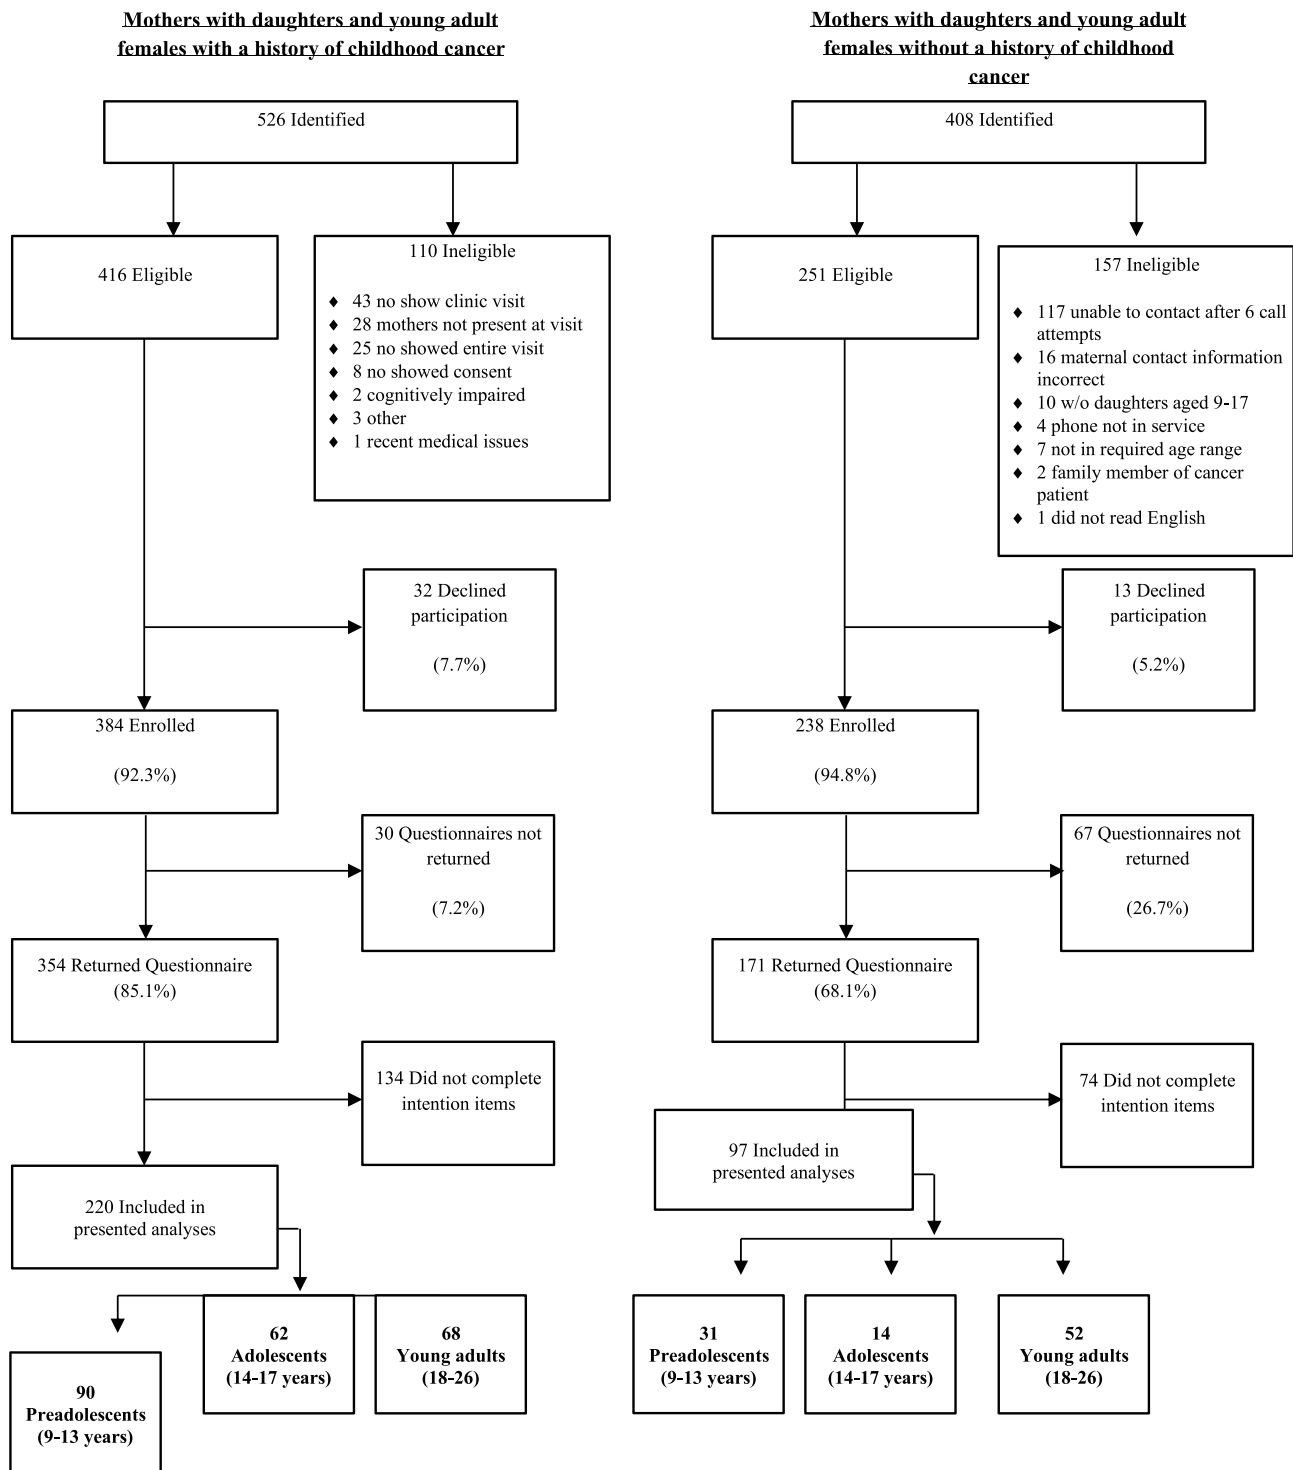 Mothers with daughters and young adult
females with a history of childhood cancer
526 Identified
416 Eligible
110 Ineligible
♦ 43 no show clinic visit
♦ 28 mothers not present at visit
♦ 25 no showed entire visit
♦ 8 no showed consent
♦ 2 cognitively impaired
♦ 3 other
♦ 1 recent medical issues
32 Declined
participation
(7.7%)
384 Enrolled
(92.3%)
30 Questionnaires not
returned
(7.2%)
354 Returned Questionnaire
(85.1%)
134 Did not complete
intention items
220 Included in
presented analyses
90
Preadolescents
(9-13 years)
62
Adolescents
(14-17 years)
68
Young adults
(18-26)
Mothers with daughters and young adult
females without a history of childhood
cancer
408 Identified
251 Eligible
157 Ineligible
♦ 117 unable to contact after 6 call
attempts
♦ 16 maternal contact information
incorrect
♦ 10 w/o daughters aged 9-17
♦ 4 phone not in service
♦ 7 not in required age range
♦ 2 family member of cancer
patient
♦ 1 did not read English
13 Declined
participation
(5.2%)
238 Enrolled
(94.8%)
67 Questionnaires not
returned
(26.7%)
171 Returned Questionnaire
(68.1%)
74 Did not complete
intention items
97 Included in
presented analyses
31
Preadolescents
(9-13 years)
14
Adolescents
(14-17 years)
52
Young adults
(18-26)